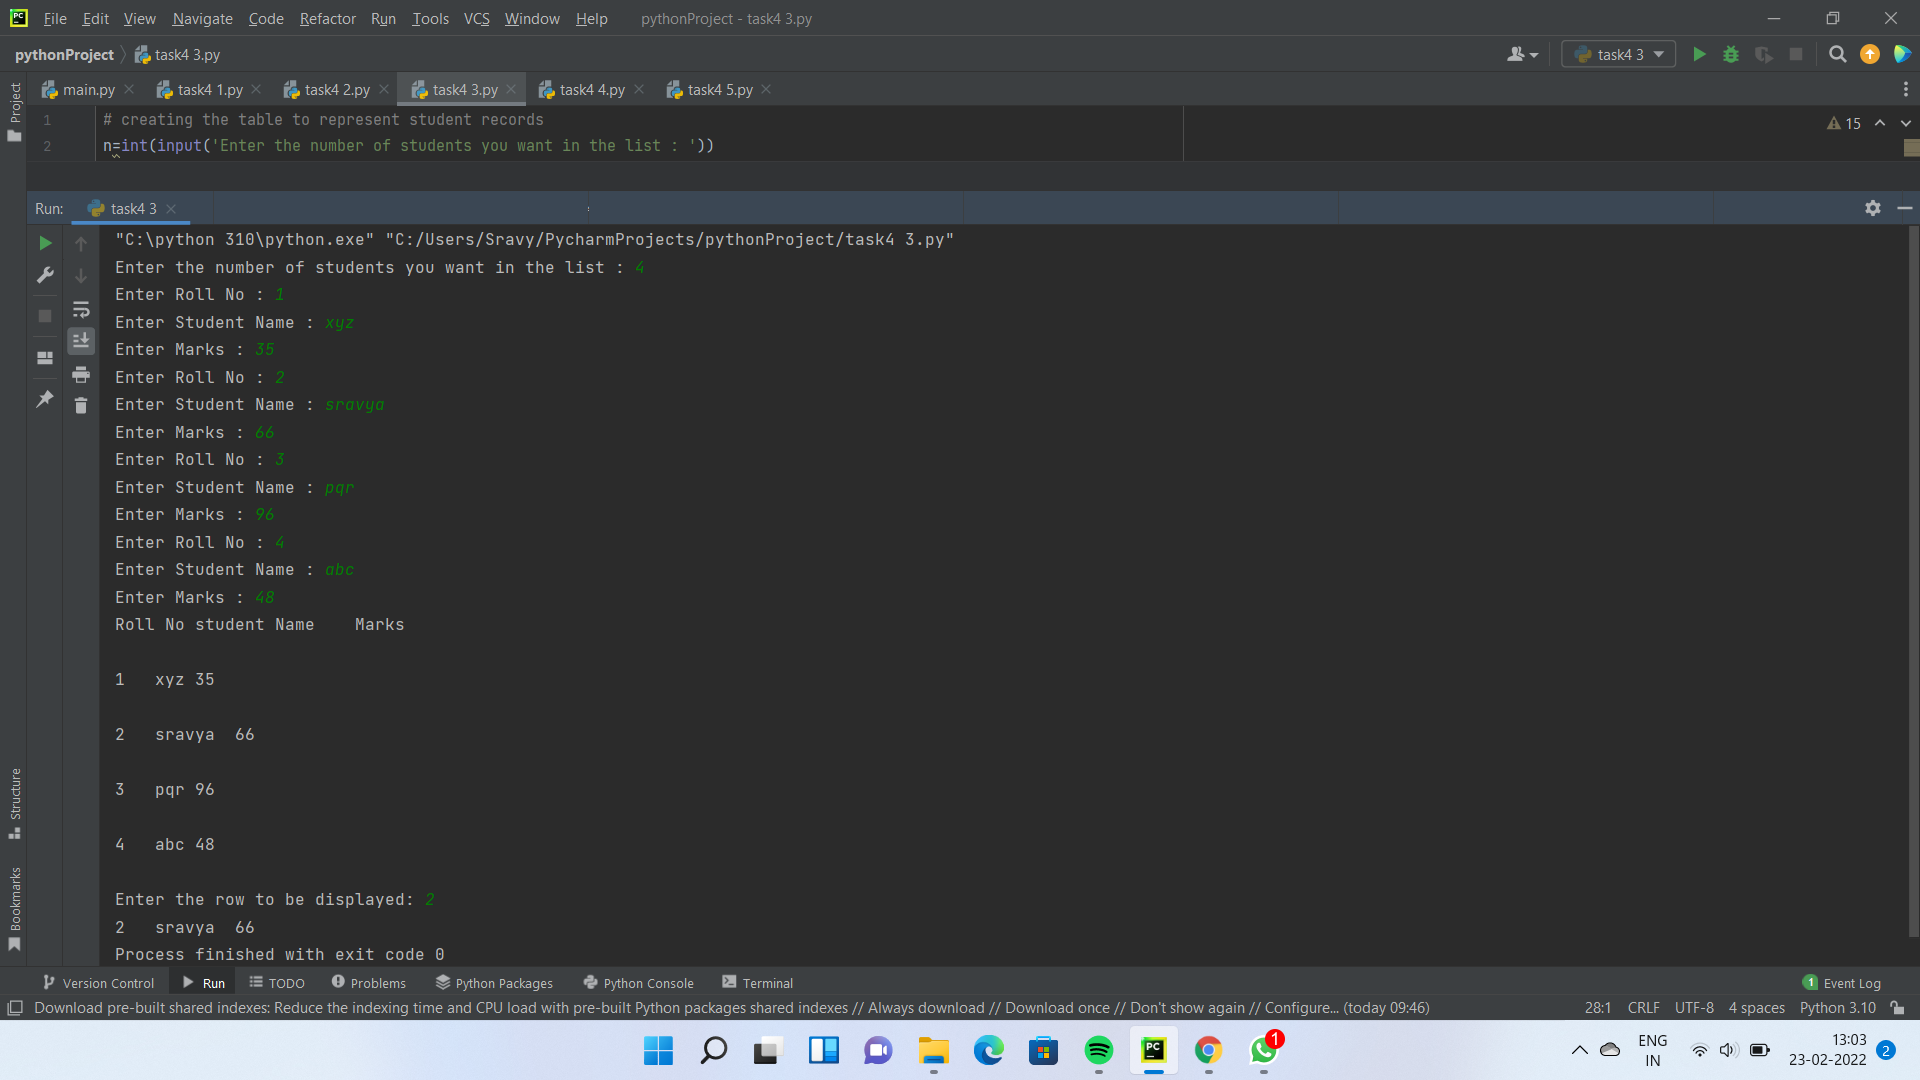 File Edit View Navigate Code Refactor Run Tools VCS Window Help pythonProject - task4 3.py
pythonProject task4 3.py task4 3
Project
main.py task4 1.py task4 2.py task4 3.py task4 4.py task4 5.py
1 # creating the table to represent student records 15
2 n=int(input('Enter the number of students you want in the list : '))
Run: task4 3
"C:\python 310\python.exe" "C:/Users/Sravy/PycharmProjects/pythonProject/task4 3.py"
Enter the number of students you want in the list : 4
Enter Roll No : 1
Enter Student Name : xyz
Enter Marks : 35
Enter Roll No : 2
Enter Student Name : sravya
Enter Marks : 66
Enter Roll No : 3
Enter Student Name : pqr
Enter Marks : 96
Enter Roll No : 4
Enter Student Name : abc
Enter Marks : 48
Roll No student Name    Marks
1   xyz 35
2   sravya  66
3   pqr 96
4   abc 48
Enter the row to be displayed: 2
2   sravya  66
Process finished with exit code 0
Structure
Bookmarks
Version Control Run TODO Problems Python Packages Python Console Terminal 1 Event Log
Download pre-built shared indexes: Reduce the indexing time and CPU load with pre-built Python packages shared indexes // Always download // Download once // Don't show again // Configure... (today 09:46) 28:1 CRLF UTF-8 4 spaces Python 3.10
PC 1 ENG 13:03
IN 23-02-2022 2